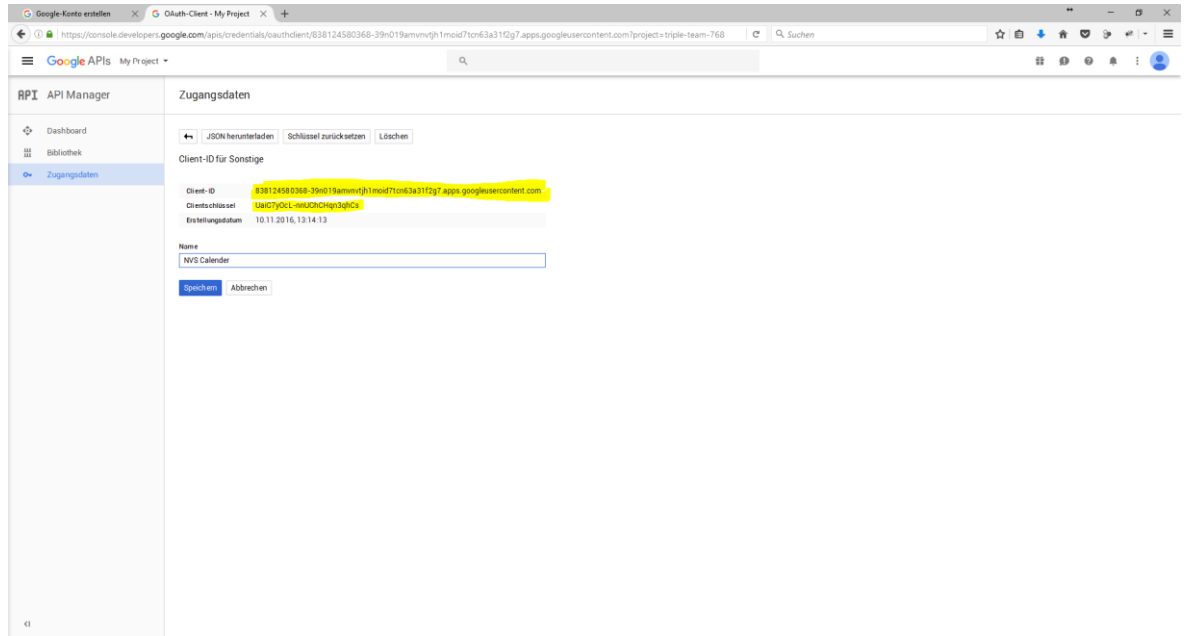 Google-Konto erstellen
OAuth-Client - My Project
https://console.developers.google.com/apis/credentials/oauthclient/838124580368-39n019amvnvtjh1moid7tcn63a31f2g7.apps.googleusercontent.com?project=triple-team-768
Suchen
Google APIs My Project
API API Manager
Zugangsdaten
Dashboard
Bibliothek
Zugangsdaten
JSON herunterladen Schlüssel zurücksetzen Löschen
Client-ID für Sonstige
Client-ID 838124580368-39n019amvnvtjh1moid7tcn63a31f2g7.apps.googleusercontent.com
Clientschlüssel UaiG7yOcL-nnUGhCHqn3qhCs
Erstellungsdatum 10.11.2016, 13:14:13
Name
NVS Calender
Speichern Abbrechen